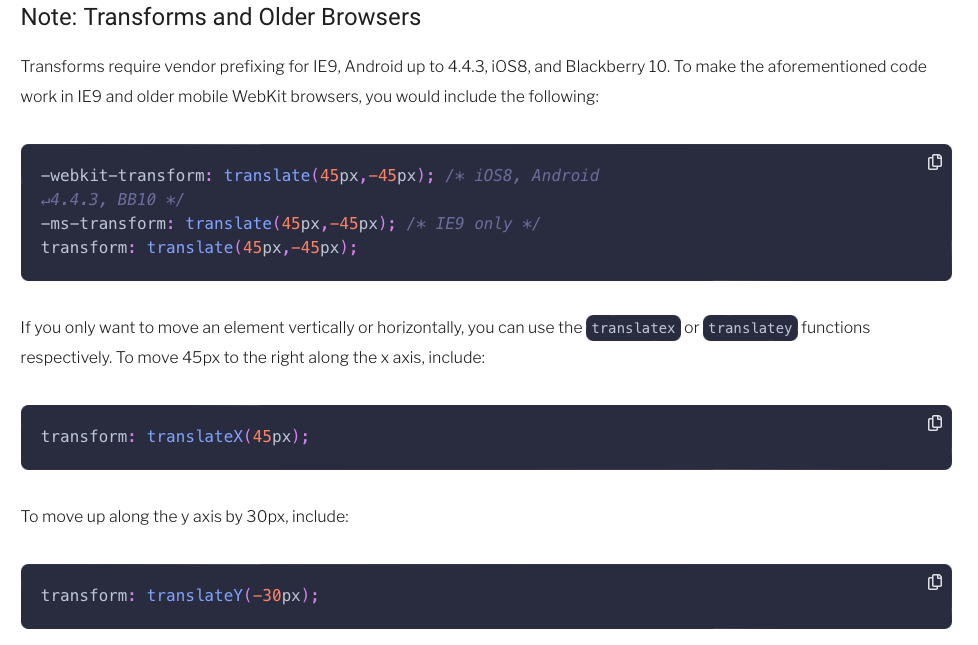 Note: Transforms and Older Browsers
Transforms require vendor prefixing for IE9, Android up to 4.4.3, iOS8, and Blackberry 10. To make the aforementioned code
work in IE9 and older mobile WebKit browsers, you would include the following:
-webkit-transform: translate(45px,-45px); /* iOS8, Android
↵4.4.3, BB10 */
-ms-transform: translate(45px,-45px); /* IE9 only */
transform: translate(45px,-45px);
If you only want to move an element vertically or horizontally, you can use the translatex or translatey functions
respectively. To move 45px to the right along the x axis, include:
transform: translateX(45px);
To move up along the y axis by 30px, include:
transform: translateY(-30px);